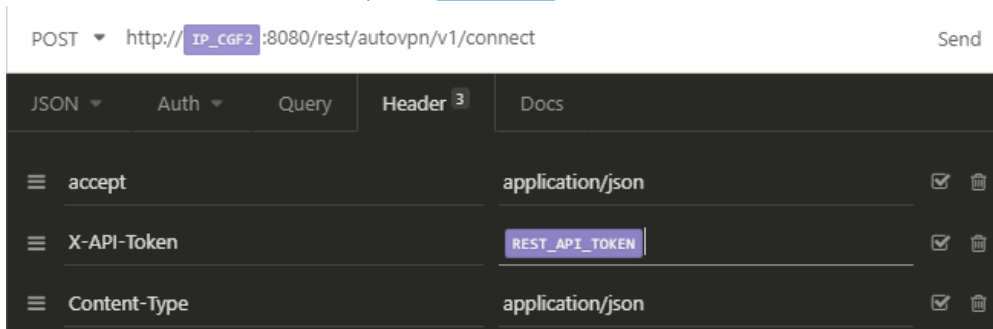 POST http:// IP_CGF2 :8080/rest/autovpn/v1/connect Send
JSON Auth Query Header 3 Docs
accept application/json
X-API-Token REST_API_TOKEN
Content-Type application/json